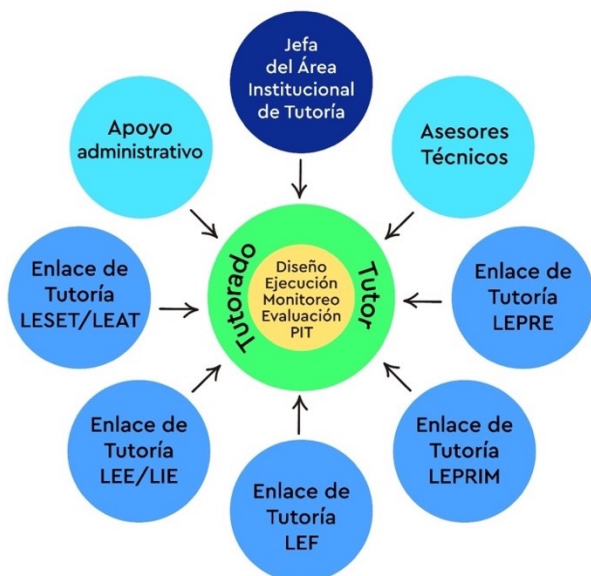 Jefa
del Área
Institucional
de Tutoría
Apoyo
administrativo
Asesores
Técnicos
Enlace de
Tutoría
LESET/LEAT
Tutorado
Diseño
Ejecución
Monitoreo
Evaluación
PIT
Tutor
Enlace de
Tutoría
LEPRE
Enlace de
Tutoría
LEE/LIE
Enlace de
Tutoría
LEF
Enlace de
Tutoría
LEPRIM